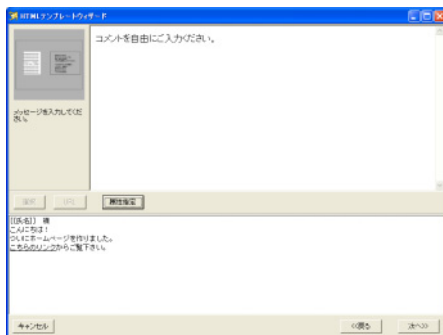 HTMLテンプレートウィザード
コメントを自由にご入力ください。
メッセージを入力してくだ
さい。
選択
URL
属性指定
[[氏名]] 様
こんにちは！
ついにホームページを作りました。
こちらのリンクからご覧下さい。
キャンセル
<<戻る
次へ>>